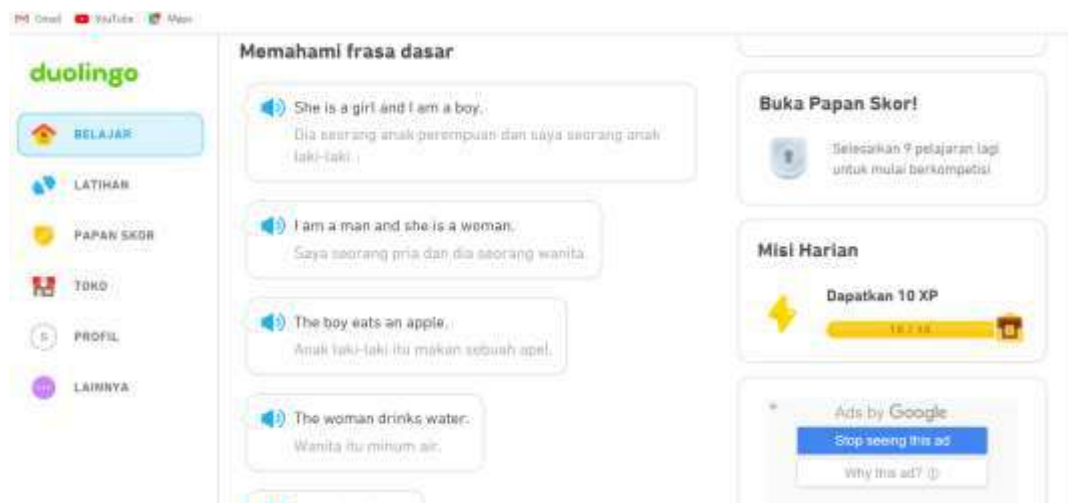 Gmail YouTube Maps
duolingo
BELAJAR
LATIHAN
PAPAN SKOR
TOKO
S PROFIL
LAINNYA
Memahami frasa dasar
She is a girl and I am a boy.
Dia seorang anak perempuan dan saya seorang anak
laki-laki.
I am a man and she is a woman.
Saya seorang pria dan dia seorang wanita.
The boy eats an apple.
Anak laki-laki itu makan sebuah apel.
The woman drinks water.
Wanita itu minum air.
Buka Papan Skor!
Selesaikan 9 pelajaran lagi
untuk mulai berkompetisi
Misi Harian
Dapatkan 10 XP
10 / 10
Ads by Google
Stop seeing this ad
Why this ad?